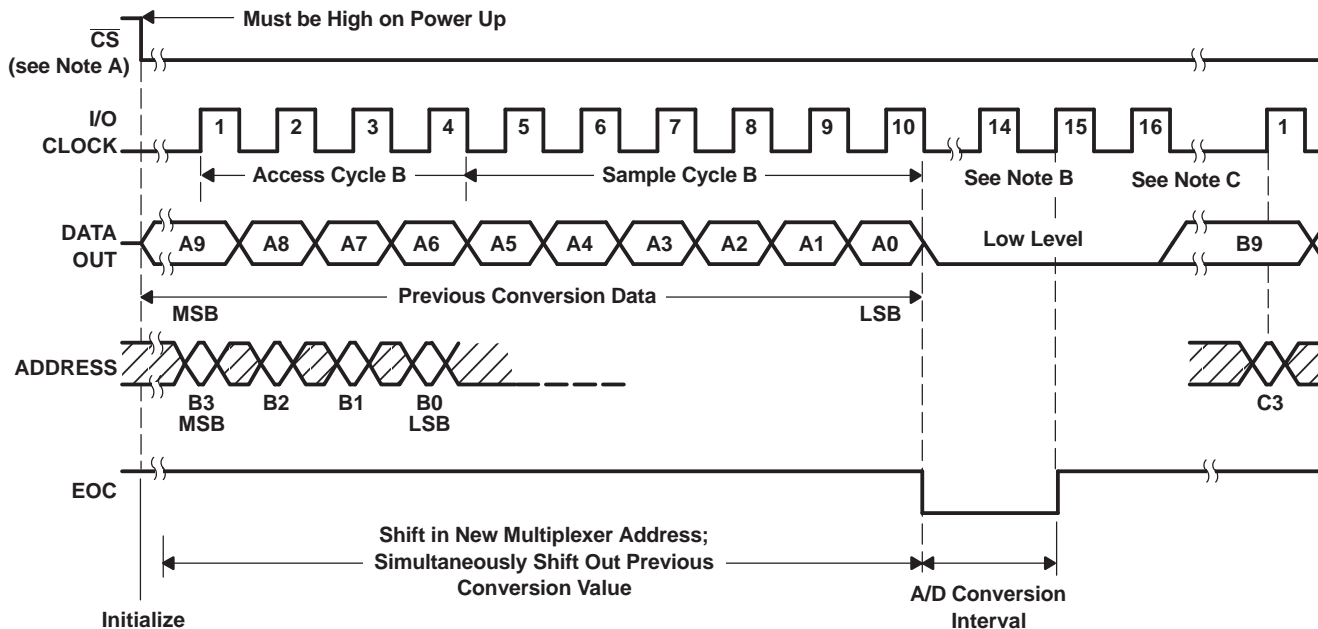 Must be High on Power Up
CS
(see Note A)
I/O
CLOCK
1 2 3 4 5 6 7 8 9 10 14 15 16 1
Access Cycle B
Sample Cycle B
See Note B
See Note C
DATA
OUT
A9 A8 A7 A6 A5 A4 A3 A2 A1 A0
Low Level
B9
Previous Conversion Data
MSB
LSB
ADDRESS
B3 B2 B1 B0
MSB
LSB
C3
EOC
Shift in New Multiplexer Address;
Simultaneously Shift Out Previous
Conversion Value
A/D Conversion
Interval
Initialize